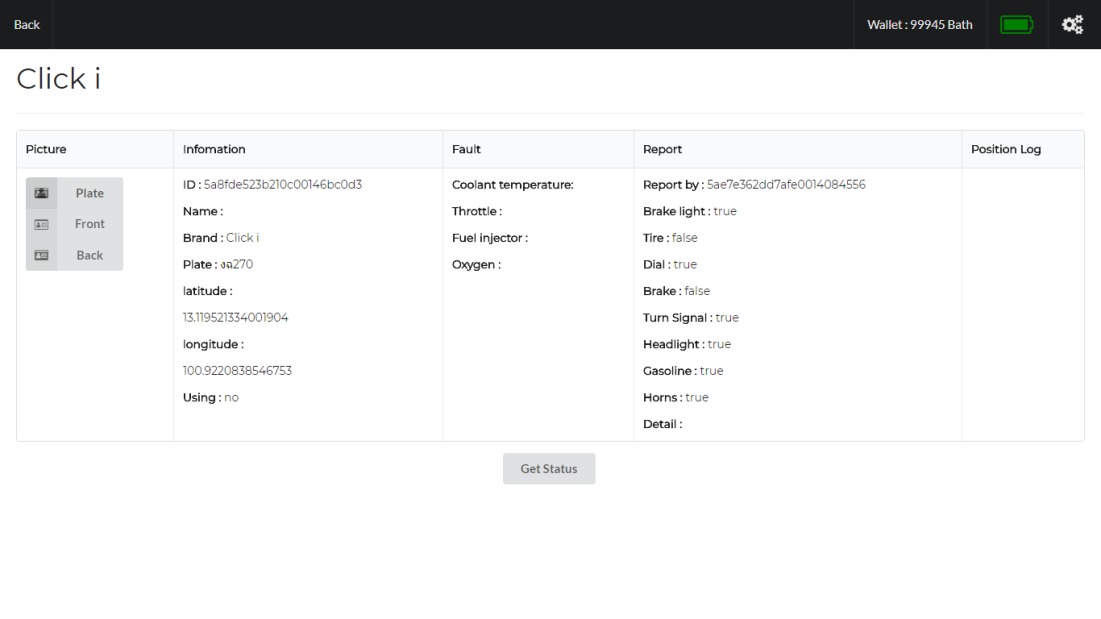 Back
Wallet : 99945 Bath
Click i
Picture
Infomation
Fault
Report
Position Log
Plate
Front
Back
ID : 5a8fde523b210c00146bc0d3
Name :
Brand : Click i
Plate : งฉ270
latitude :
13.119521334001904
longitude :
100.9220838546753
Using : no
Coolant temperature:
Throttle :
Fuel injector :
Oxygen :
Report by : 5ae7e362dd7afe0014084556
Brake light : true
Tire : false
Dial : true
Brake : false
Turn Signal : true
Headlight : true
Gasoline : true
Horns : true
Detail :
Get Status